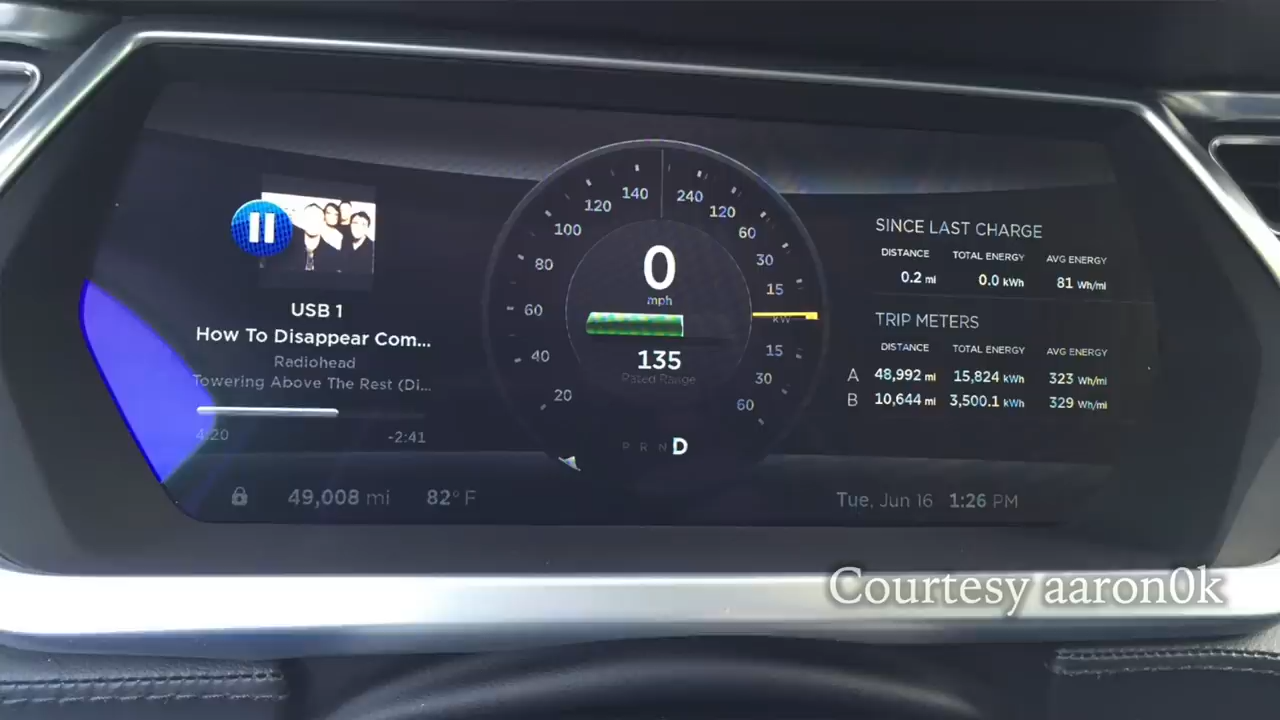 USB 1
How To Disappear Com...
Radiohead
Towering Above The Rest (Di...
4:20 -2:41
49,008 mi 82° F
140 240
120 120
100 60
80 30
60 15
kW
40 15
20 30
60
0
mph
135
Rated Range
P R N D
SINCE LAST CHARGE
DISTANCE TOTAL ENERGY AVG ENERGY
0.2 mi 0.0 kWh 81 Wh/mi
TRIP METERS
DISTANCE TOTAL ENERGY AVG ENERGY
A 48,992 mi 15,824 kWh 323 Wh/mi
B 10,644 mi 3,500.1 kWh 329 Wh/mi
Tue, Jun 16 1:26 PM
Courtesy aaron0k